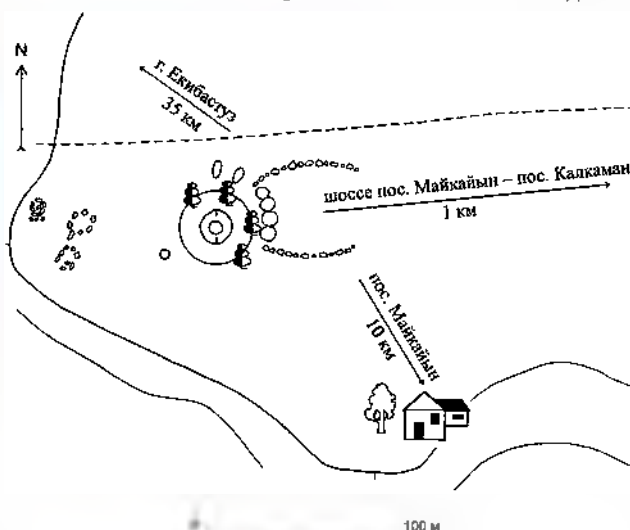 N
г. Екибастуз
35 км
шоссе пос. Майкайын – пос. Калкаман
1 км
пос. Майкайын
10 км
100 м